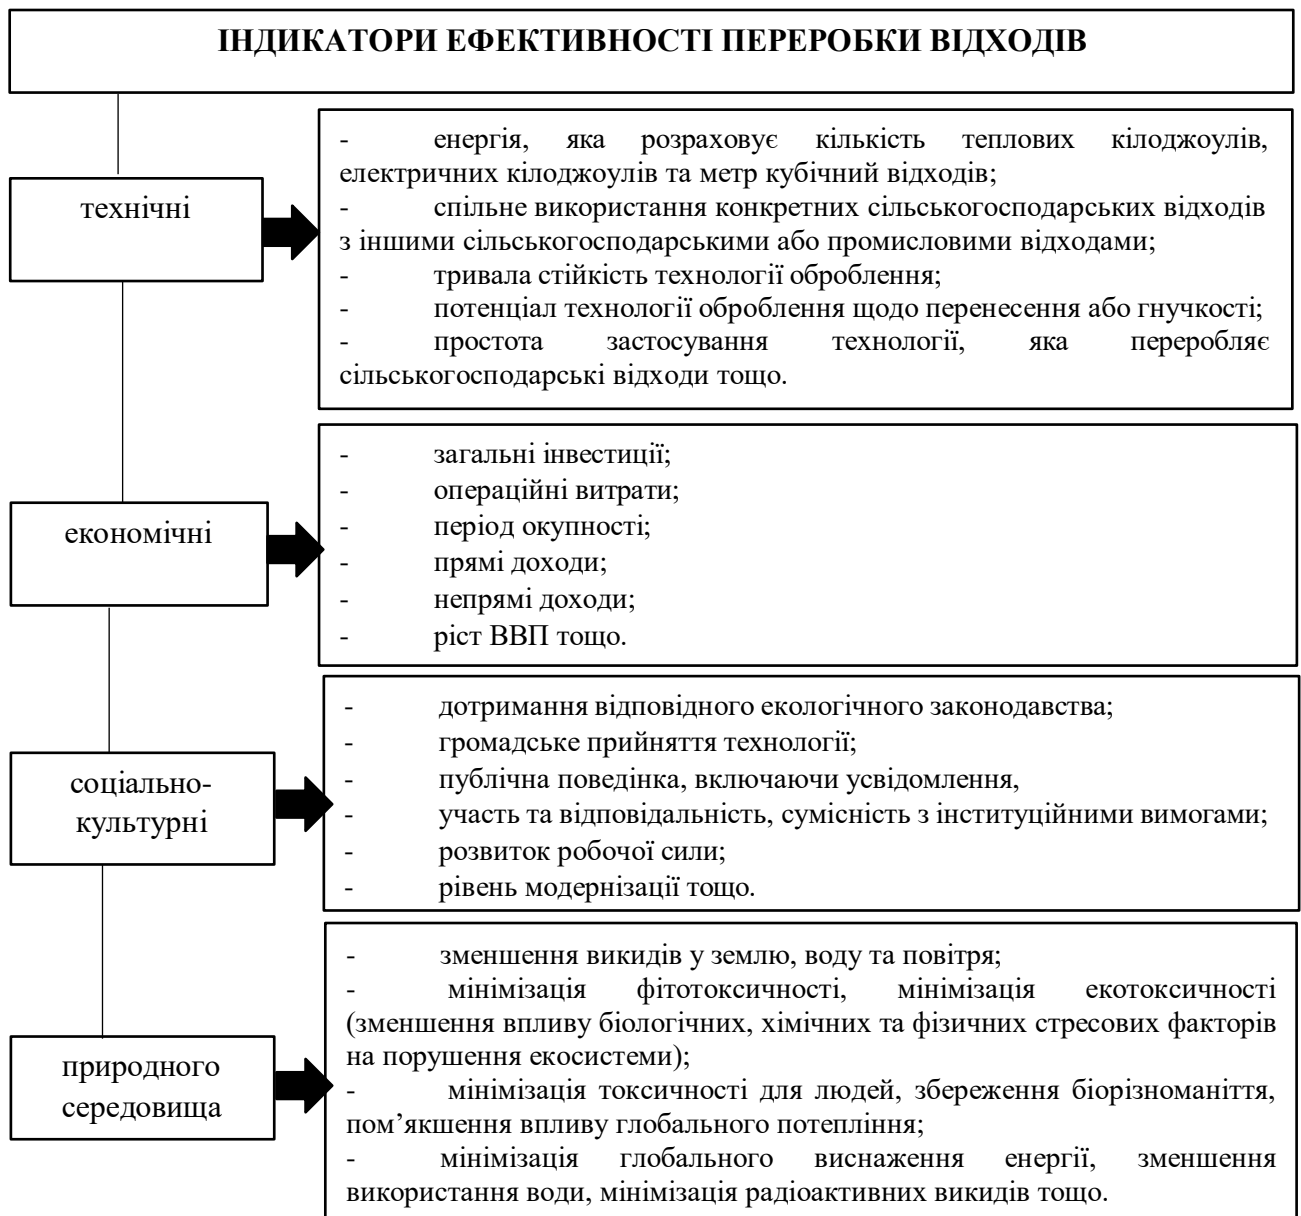 ІНДИКАТОРИ ЕФЕКТИВНОСТІ ПЕРЕРОБКИ ВІДХОДІВ
технічні
- енергія, яка розраховує кількість теплових кілоджоулів,
електричних кілоджоулів та метр кубічний відходів;
- спільне використання конкретних сільськогосподарських відходів
з іншими сільськогосподарськими або промисловими відходами;
- тривала стійкість технології оброблення;
- потенціал технології оброблення щодо перенесення або гнучкості;
- простота застосування технології, яка переробляє
сільськогосподарські відходи тощо.
економічні
- загальні інвестиції;
- операційні витрати;
- період окупності;
- прямі доходи;
- непрямі доходи;
- ріст ВВП тощо.
соціально-
культурні
- дотримання відповідного екологічного законодавства;
- громадське прийняття технології;
- публічна поведінка, включаючи усвідомлення,
- участь та відповідальність, сумісність з інституційними вимогами;
- розвиток робочої сили;
- рівень модернізації тощо.
природного
середовища
- зменшення викидів у землю, воду та повітря;
- мінімізація фітотоксичності, мінімізація екотоксичності
(зменшення впливу біологічних, хімічних та фізичних стресових факторів
на порушення екосистеми);
- мінімізація токсичності для людей, збереження біорізноманіття,
пом’якшення впливу глобального потепління;
- мінімізація глобального виснаження енергії, зменшення
використання води, мінімізація радіоактивних викидів тощо.